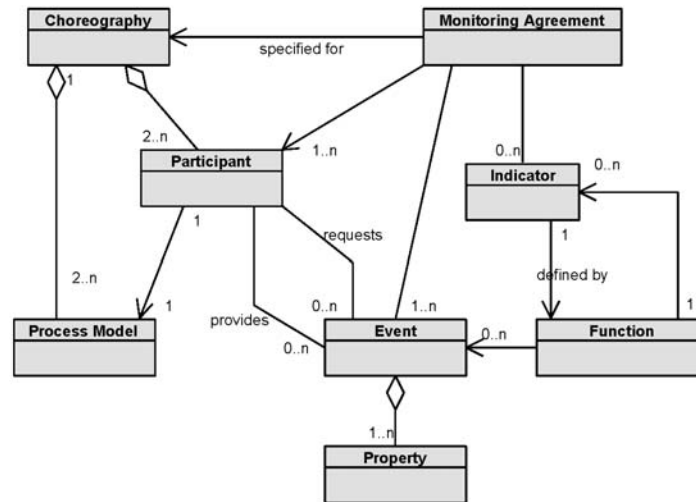 Choreography
Monitoring Agreement
specified for
1
2..n
1..n
0..n
Participant
Indicator
0..n
1
requests
1
defined by
2..n
1
provides
0..n
1..n
1
Process Model
Event
Function
0..n
0..n
1..n
Property